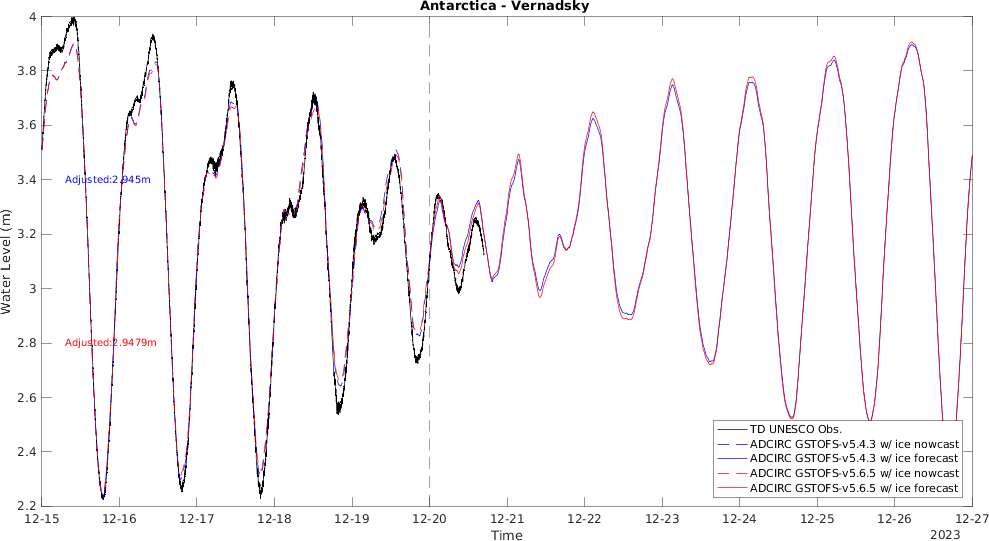 Antarctica - Vernadsky
4
3.8
3.6
3.4
3.2
3
2.8
2.6
2.4
2.2
Water Level (m)
Adjusted:2.945m
Adjusted:2.9479m
TD UNESCO Obs.
ADCIRC GSTOFS-v5.4.3 w/ ice nowcast
ADCIRC GSTOFS-v5.4.3 w/ ice forecast
ADCIRC GSTOFS-v5.6.5 w/ ice nowcast
ADCIRC GSTOFS-v5.6.5 w/ ice forecast
12-15 12-16 12-17 12-18 12-19 12-20 12-21 12-22 12-23 12-24 12-25 12-26 12-27
Time
2023